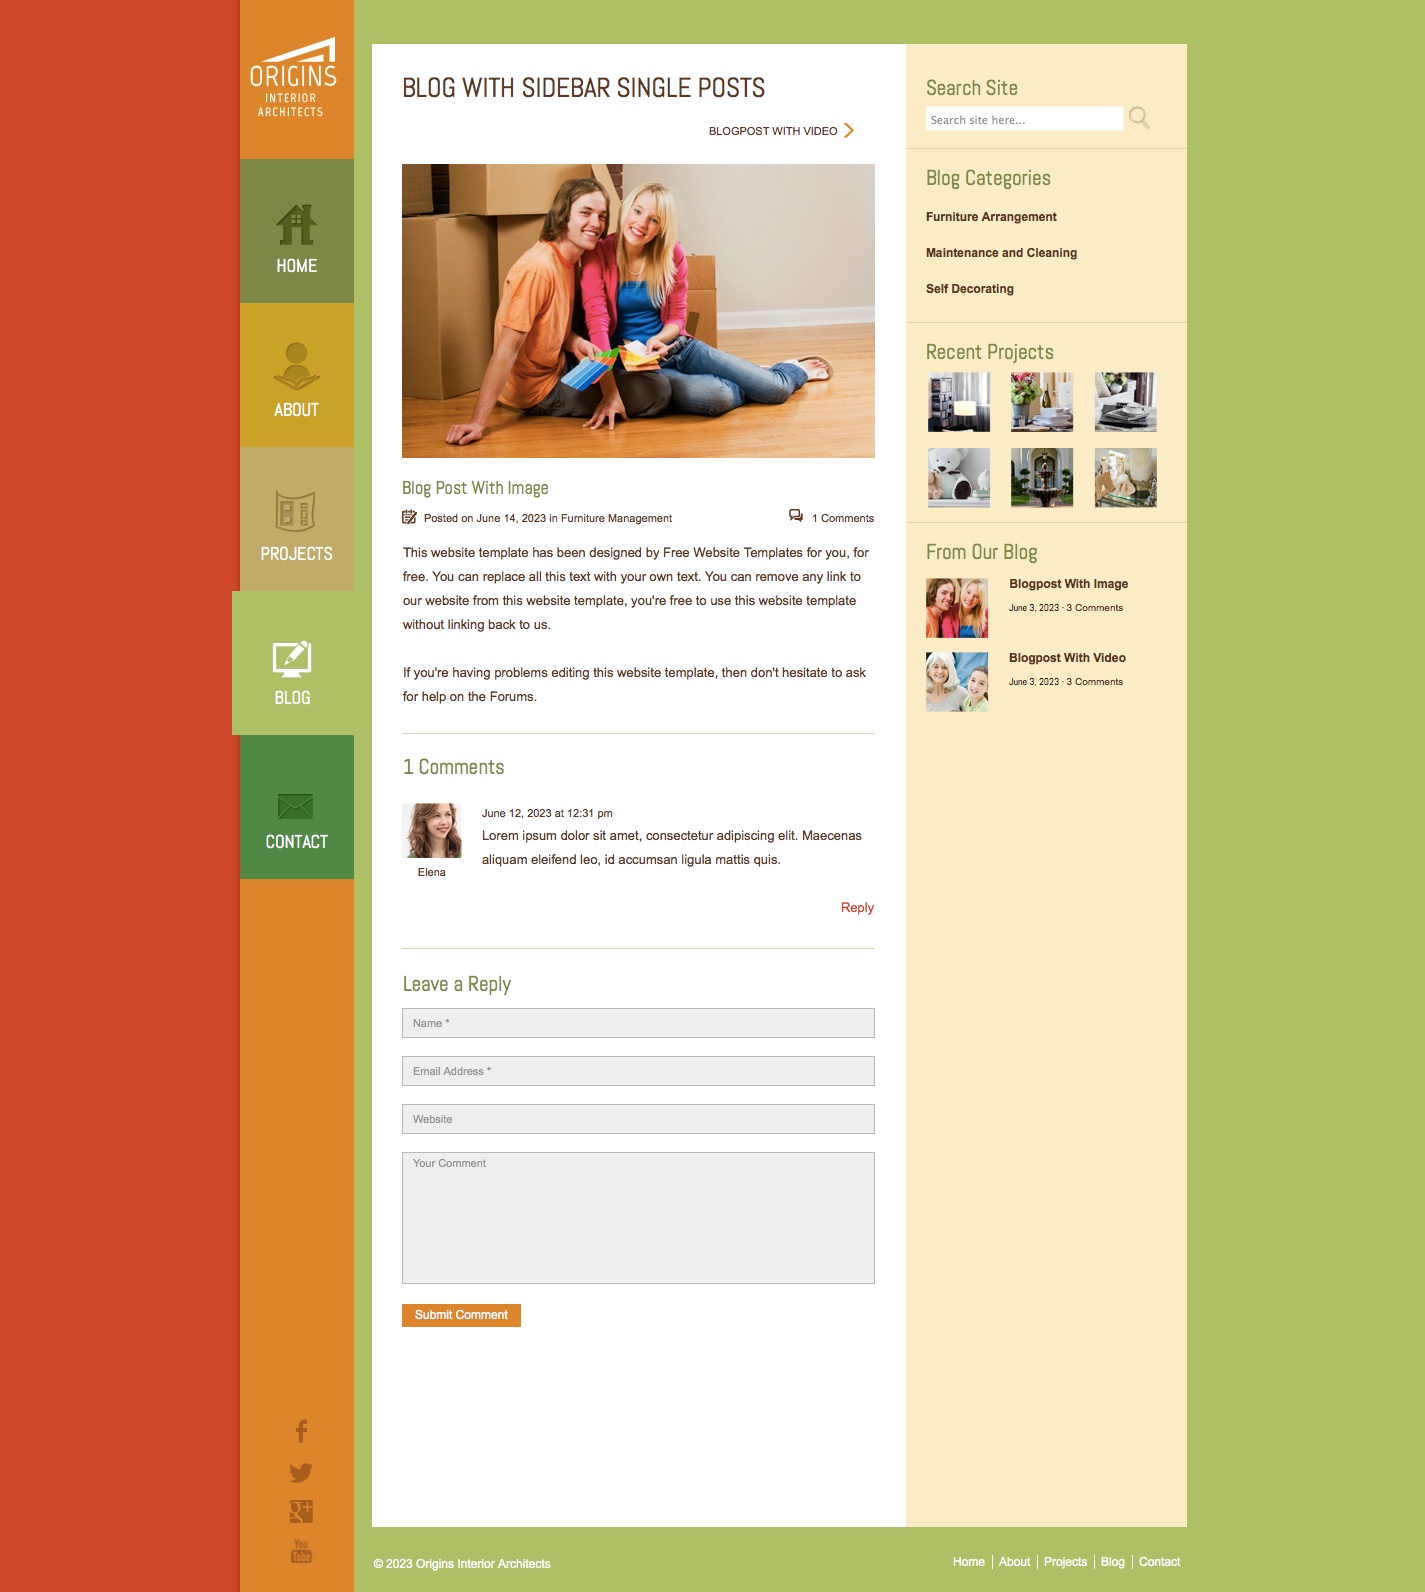 ORIGINS
INTERIOR
ARCHITECTS
HOME
ABOUT
PROJECTS
BLOG
CONTACT
You
Tube
BLOG WITH SIDEBAR SINGLE POSTS
BLOGPOST WITH VIDEO
Blog Post With Image
Posted on June 14, 2023 in Furniture Management
1 Comments
This website template has been designed by Free Website Templates for you, for
free. You can replace all this text with your own text. You can remove any link to
our website from this website template, you're free to use this website template
without linking back to us.
If you're having problems editing this website template, then don't hesitate to ask
for help on the Forums.
1 Comments
June 12, 2023 at 12:31 pm
Lorem ipsum dolor sit amet, consectetur adipiscing elit. Maecenas
aliquam eleifend leo, id accumsan ligula mattis quis.
Elena
Reply
Leave a Reply
Name *
Email Address *
Website
Your Comment
Submit Comment
Search Site
Search site here...
Blog Categories
Furniture Arrangement
Maintenance and Cleaning
Self Decorating
Recent Projects
From Our Blog
Blogpost With Image
June 3, 2023 - 3 Comments
Blogpost With Video
June 3, 2023 - 3 Comments
© 2023 Origins Interior Architects
Home
About
Projects
Blog
Contact